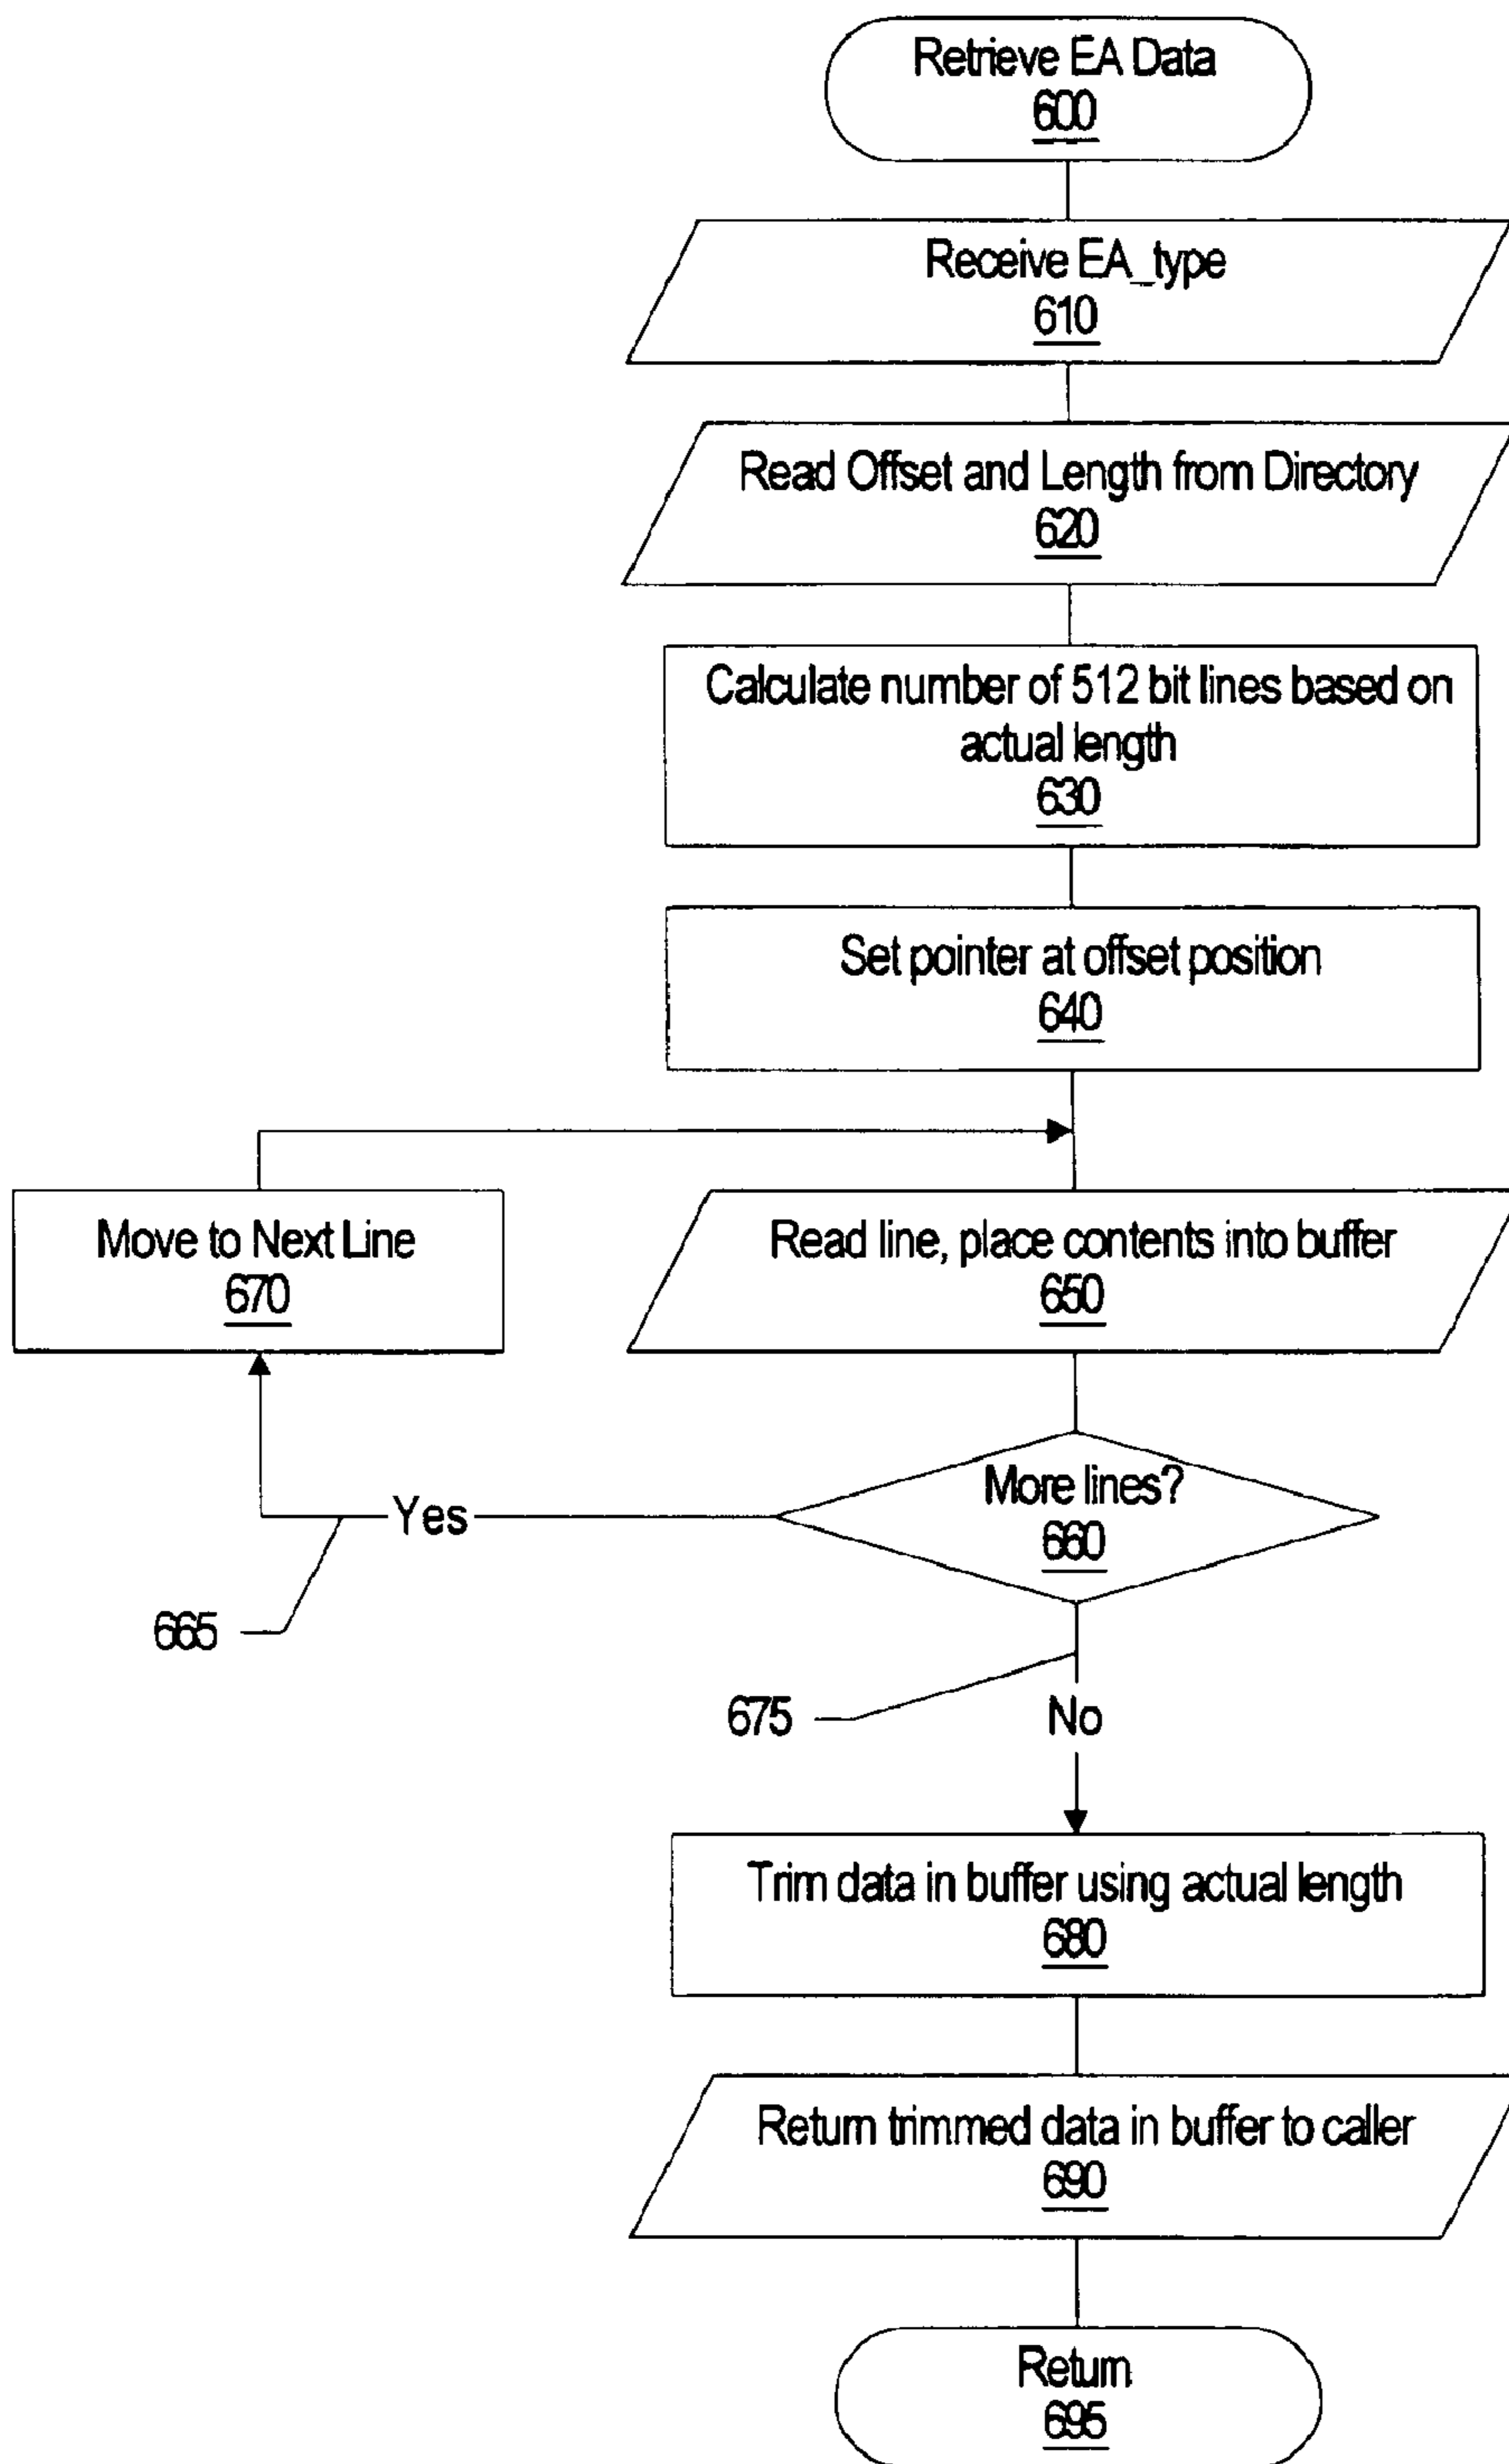 Retrieve EA Data
600
Receive EA_type
610
Read Offset and Length from Directory
620
Calculate number of 512 bit lines based on
actual length
630
Set pointer at offset position
640
Move to Next Line
670
Read line, place contents into buffer
650
More lines?
660
Yes
665
675
No
Trim data in buffer using actual length
680
Return trimmed data in buffer to caller
690
Return
695